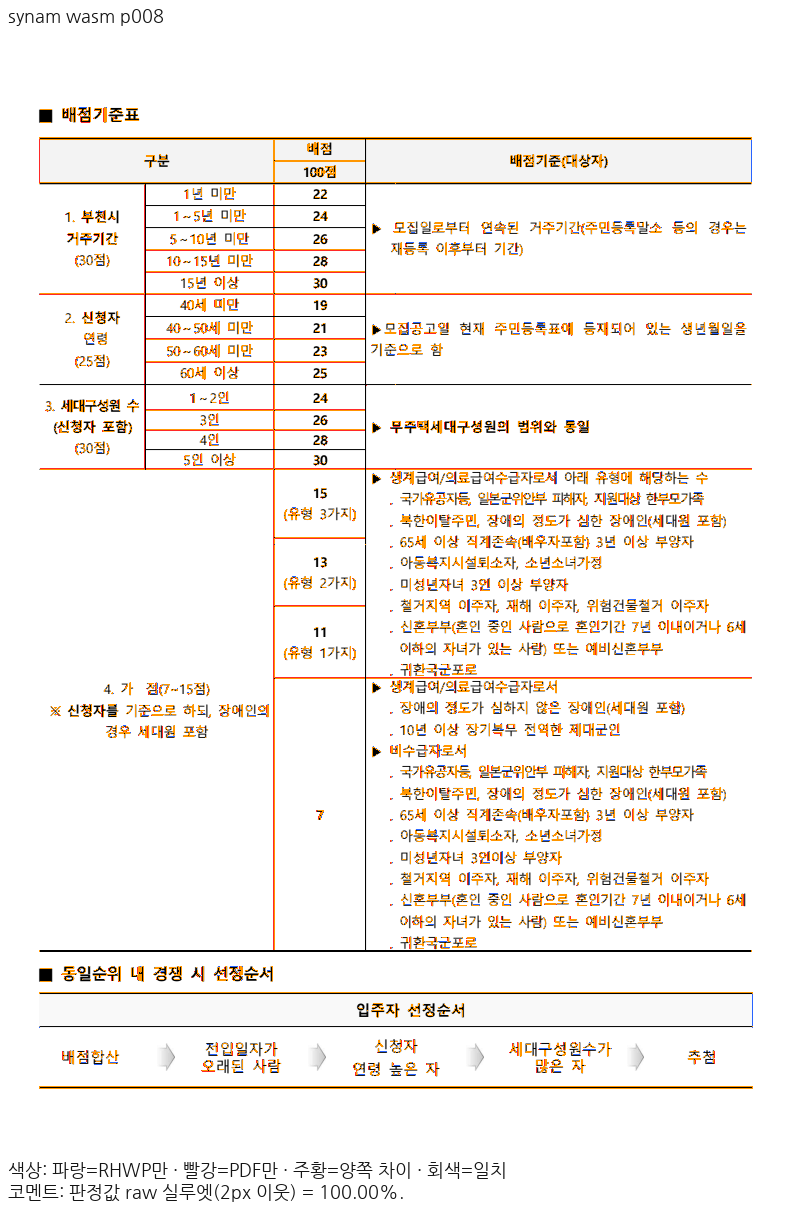 synam wasm p008
■ 배점기준표
구분
배점
100점
배점기준(대상자)
1. 부천시
거주기간
(30점)
1년 미만
22
1~5년 미만
24
5~10년 미만
26
10~15년 미만
28
15년 이상
30
▶ 모집일로부터 연속된 거주기간(주민등록말소 등의 경우는
재등록 이후부터 기간)
2. 신청자
연령
(25점)
40세 미만
19
40~50세 미만
21
50~60세 미만
23
60세 이상
25
▶모집공고일 현재 주민등록표에 등재되어 있는 생년월일을
기준으로 함
3. 세대구성원 수
(신청자 포함)
(30점)
1~2인
24
3인
26
4인
28
5인 이상
30
▶ 무주택세대구성원의 범위와 동일
4. 가 점(7~15점)
※ 신청자를 기준으로 하되, 장애인의
경우 세대원 포함
15
(유형 3가지)
13
(유형 2가지)
11
(유형 1가지)
▶ 생계급여/의료급여수급자로서 아래 유형에 해당하는 수
. 국가유공자등, 일본군위안부 피해자, 지원대상 한부모가족
. 북한이탈주민, 장애의 정도가 심한 장애인(세대원 포함)
. 65세 이상 직계존속(배우자포함) 3년 이상 부양자
. 아동복지시설퇴소자, 소년소녀가정
. 미성년자녀 3인 이상 부양자
. 철거지역 이주자, 재해 이주자, 위험건물철거 이주자
. 신혼부부(혼인 중인 사람으로 혼인기간 7년 이내이거나 6세
이하의 자녀가 있는 사람) 또는 예비신혼부부
. 귀환국군포로
7
▶ 생계급여/의료급여수급자로서
. 장애의 정도가 심하지 않은 장애인(세대원 포함)
. 10년 이상 장기복무 전역한 제대군인
▶ 비수급자로서
. 국가유공자등, 일본군위안부 피해자, 지원대상 한부모가족
. 북한이탈주민, 장애의 정도가 심한 장애인(세대원 포함)
. 65세 이상 직계존속(배우자포함) 3년 이상 부양자
. 아동복지시설퇴소자, 소년소녀가정
. 미성년자녀 3인이상 부양자
. 철거지역 이주자, 재해 이주자, 위험건물철거 이주자
. 신혼부부(혼인 중인 사람으로 혼인기간 7년 이내이거나 6세
이하의 자녀가 있는 사람) 또는 예비신혼부부
. 귀환국군포로
■ 동일순위 내 경쟁 시 선정순서
입주자 선정순서
배점합산
전입일자가
오래된 사람
신청자
연령 높은 자
세대구성원수가
많은 자
추첨
색상: 파랑=RHWP만 · 빨강=PDF만 · 주황=양쪽 차이 · 회색=일치
코멘트: 판정값 raw 실루엣(2px 이웃) = 100.00%.